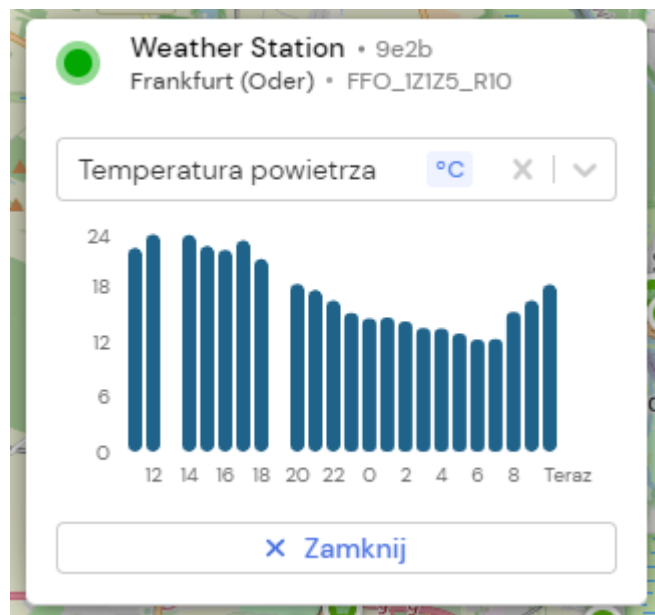 Weather Station • 9e2b
Frankfurt (Oder) • FFO_1Z1Z5_R10
Temperatura powietrza °C
24
18
12
6
0
12 14 16 18 20 22 0 2 4 6 8 Teraz
Zamknij